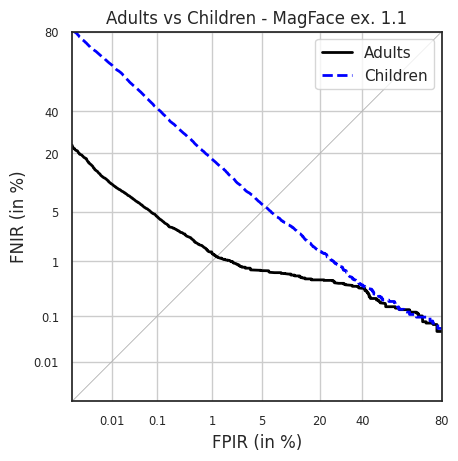 Adults vs Children - MagFace ex. 1.1
Adults
Children
FNIR (in %)
80
40
20
5
1
0.1
0.01
0.01 0.1 1 5 20 40 80
FPIR (in %)